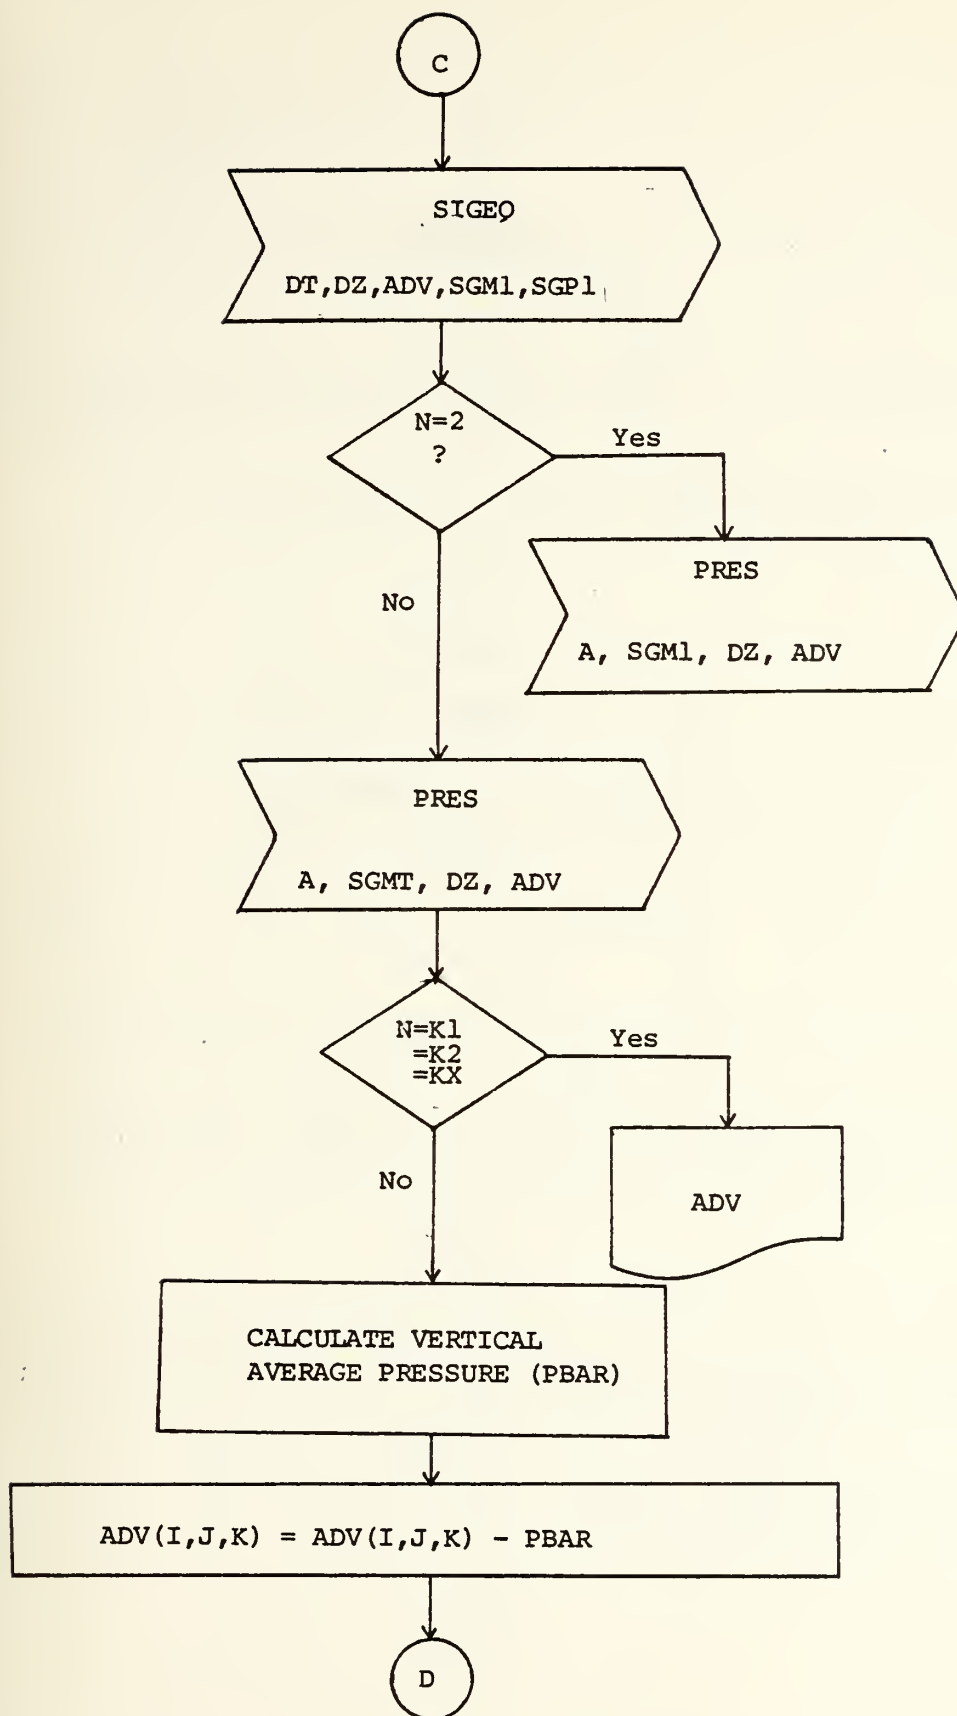 C
SIGEQ
DT,DZ,ADV,SGM1,SGP1
N=2
?
Yes
No
PRES
A, SGM1, DZ, ADV
PRES
A, SGMT, DZ, ADV
N=K1
=K2
=KX
Yes
No
ADV
CALCULATE VERTICAL
AVERAGE PRESSURE (PBAR)
ADV(I,J,K) = ADV(I,J,K) - PBAR
D